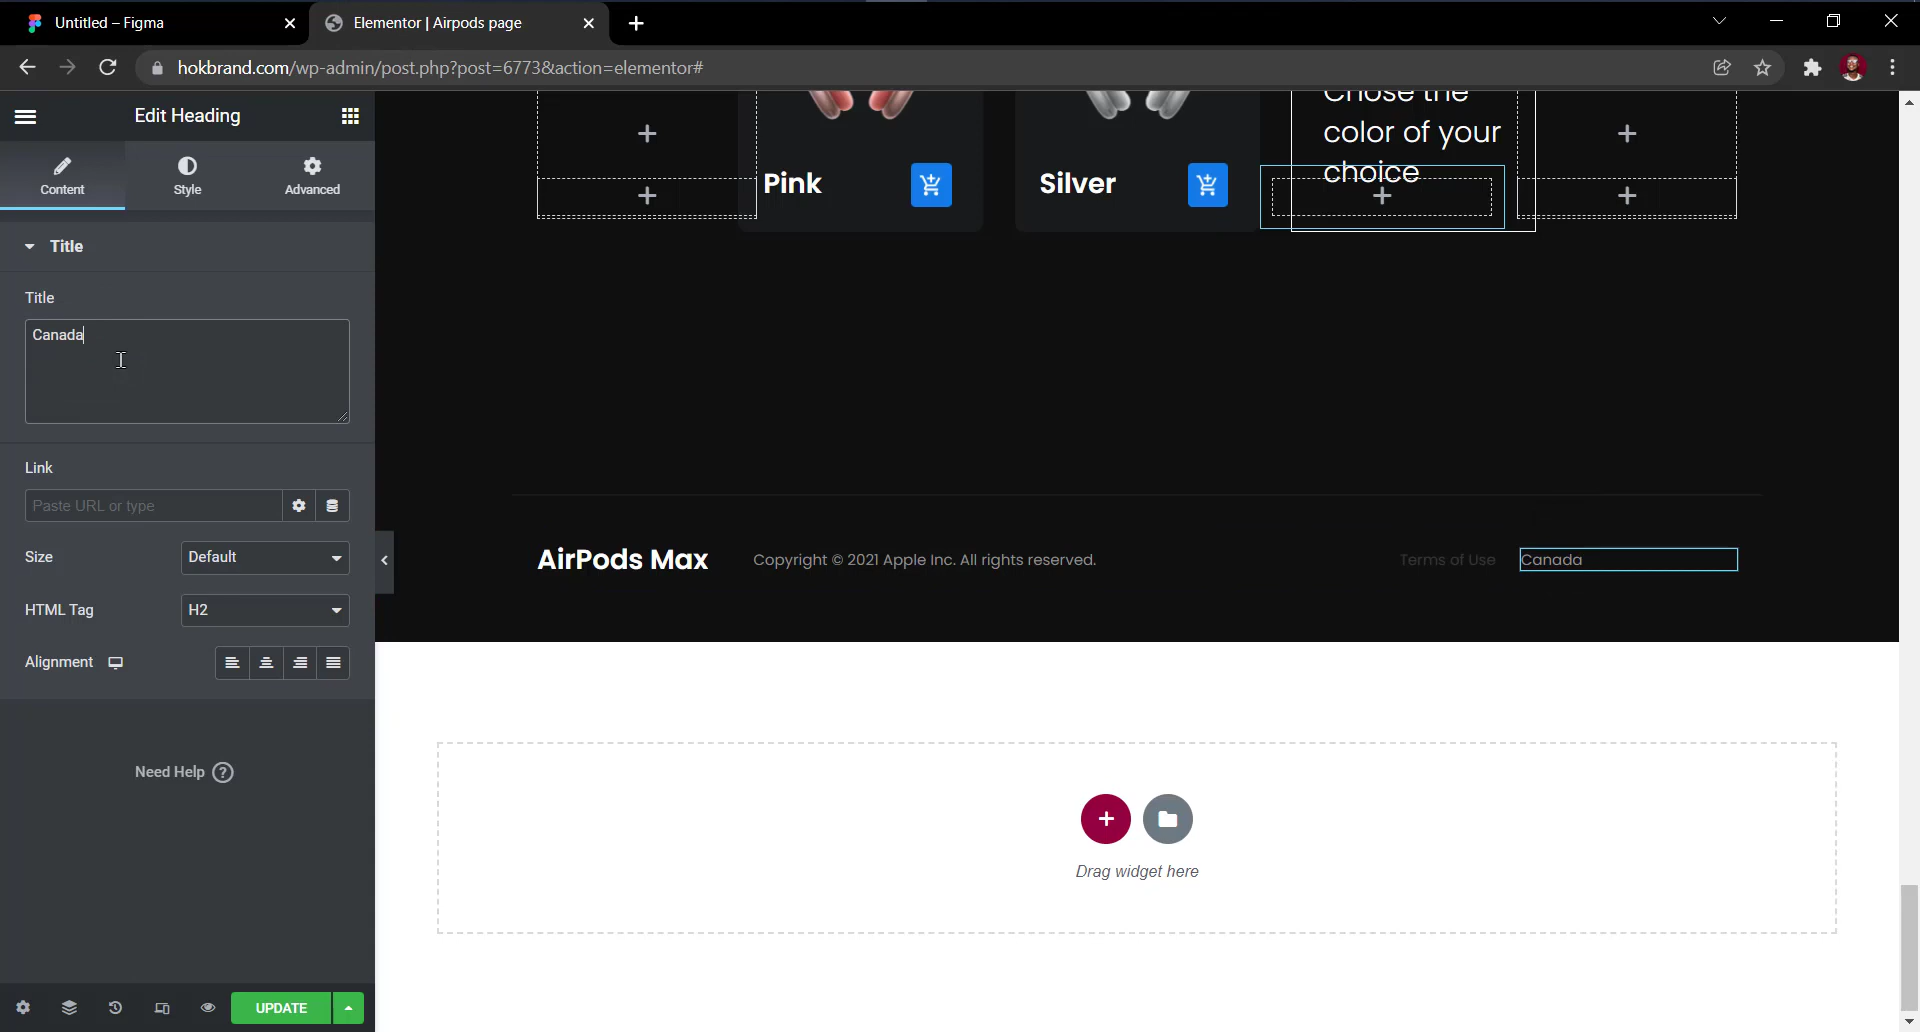 Untitled – Figma
Elementor | Airpods page
hokbrand.com/wp-admin/post.php?post=6773&action=elementor#
Edit Heading
Content
Style
Advanced
Title
Title
Canada
Link
Paste URL or type
Size
Default
HTML Tag
H2
Alignment
Need Help ?
UPDATE
Pink
Silver
Chose the
color of your
choice
AirPods Max
Copyright © 2021 Apple Inc. All rights reserved.
Terms of Use
Canada
Drag widget here